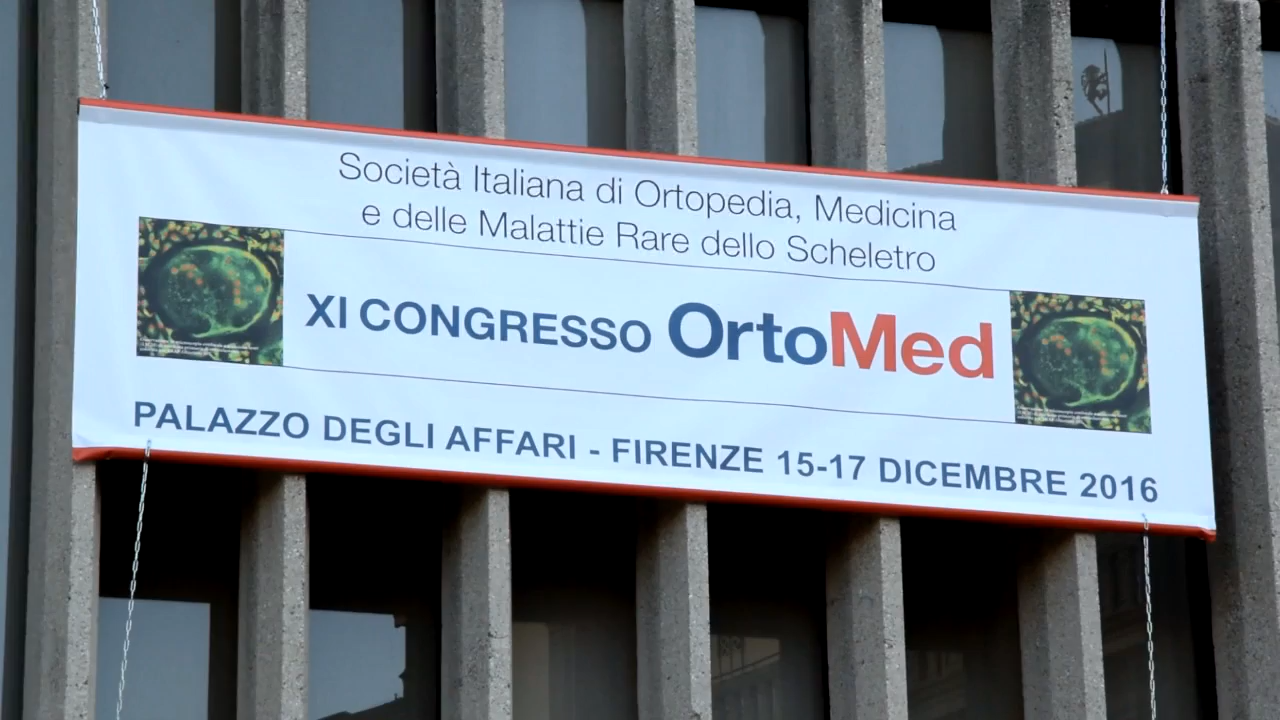 Società Italiana di Ortopedia, Medicina
e delle Malattie Rare dello Scheletro
XI CONGRESSO OrtoMed
PALAZZO DEGLI AFFARI - FIRENZE 15-17 DICEMBRE 2016